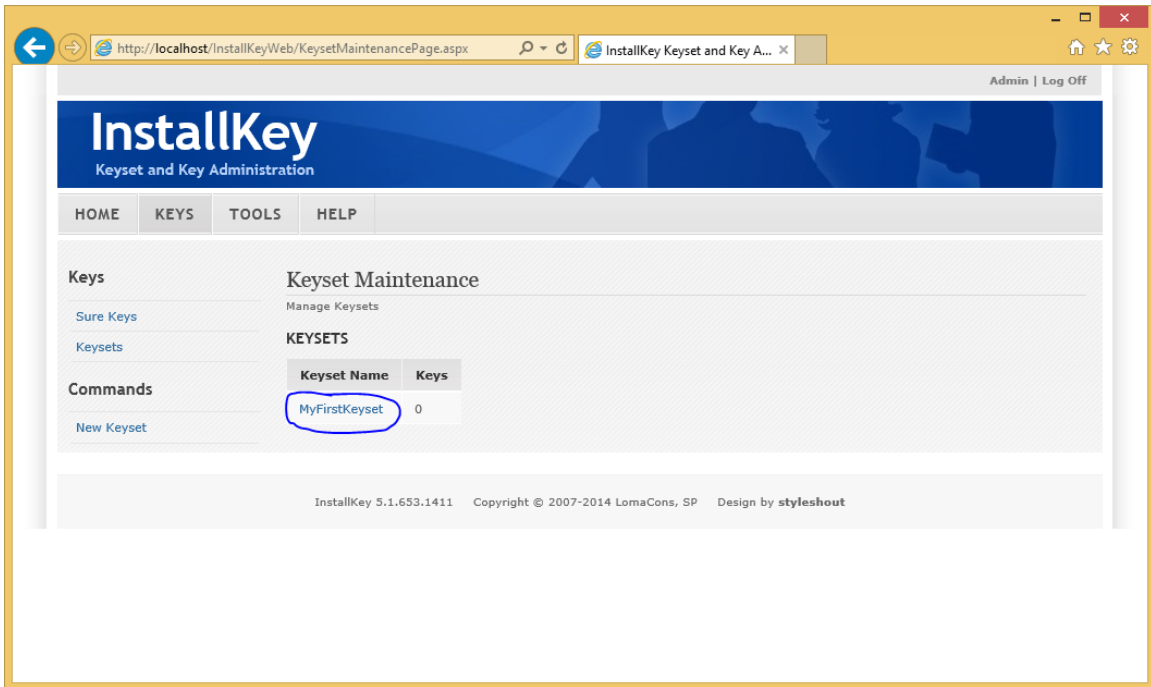 http://localhost/InstallKeyWeb/KeysetMaintenancePage.aspx
InstallKey Keyset and Key A...
Admin | Log Off
InstallKey
Keyset and Key Administration
HOME KEYS TOOLS HELP
Keys
Sure Keys
Keysets
Commands
New Keyset
Keyset Maintenance
Manage Keysets
KEYSETS
Keyset Name Keys
MyFirstKeyset 0
InstallKey 5.1.653.1411 Copyright © 2007-2014 LomaCons, SP Design by styleshout